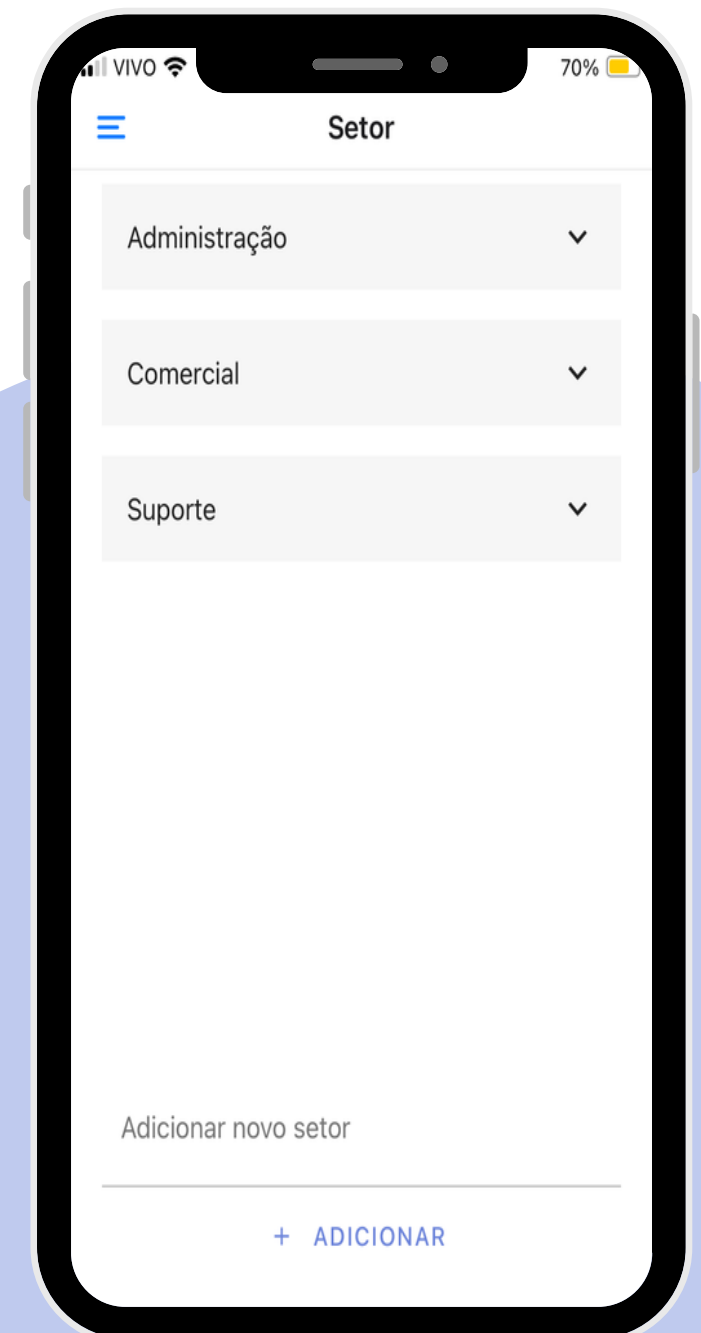 VIVO 70%
Setor
Administração
Comercial
Suporte
Adicionar novo setor
+ ADICIONAR